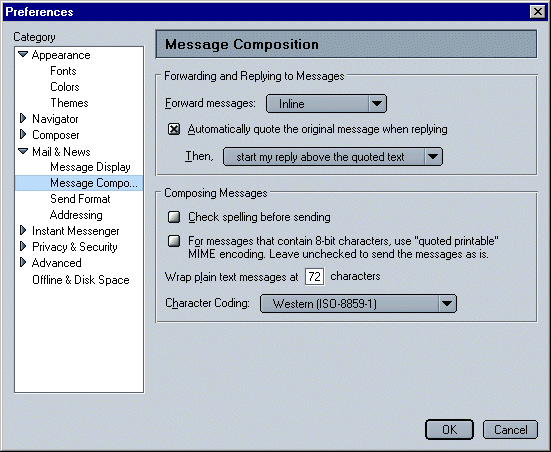 Preferences
Category
Appearance
Fonts
Colors
Themes
Navigator
Composer
Mail & News
Message Display
Message Compo...
Send Format
Addressing
Instant Messenger
Privacy & Security
Advanced
Offline & Disk Space
Message Composition
Forwarding and Replying to Messages
Forward messages: Inline
Automatically quote the original message when replying
Then, start my reply above the quoted text
Composing Messages
Check spelling before sending
For messages that contain 8-bit characters, use "quoted printable"
MIME encoding. Leave unchecked to send the messages as is.
Wrap plain text messages at 72 characters
Character Coding: Western (ISO-8859-1)
OK Cancel